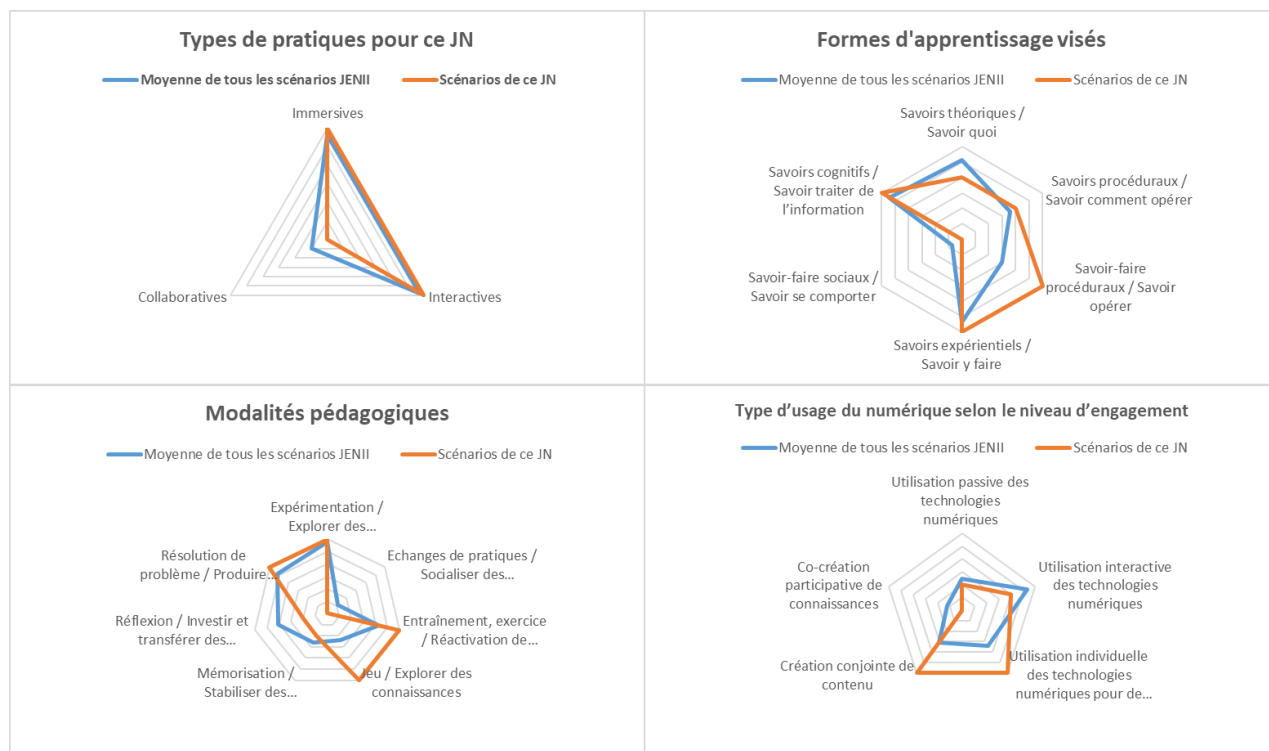 Types de pratiques pour ce JN
Moyenne de tous les scénarios JENII
Scénarios de ce JN
Immersives
Collaboratives
Interactives
Formes d'apprentissage visés
Moyenne de tous les scénarios JENII
Scénarios de ce JN
Savoirs théoriques /
Savoir quoi
Savoirs cognitifs /
Savoir traiter de
l'information
Savoirs procéduraux /
Savoir comment opérer
Savoir-faire sociaux /
Savoir se comporter
Savoir-faire
procéduraux / Savoir
opérer
Savoirs expérientiels /
Savoir y faire
Modalités pédagogiques
Moyenne de tous les scénarios JENII
Scénarios de ce JN
Expérimentation /
Explorer des…
Résolution de
problème / Produire…
Echanges de pratiques /
Socialiser des…
Réflexion / Investir et
transférer des…
Entraînement, exercice
/ Réactivation de…
Mémorisation /
Stabiliser des…
Jeu / Explorer des
connaissances
Type d’usage du numérique selon le niveau d’engagement
Moyenne de tous les scénarios JENII
Scénarios de ce JN
Utilisation passive des
technologies
numériques
Co-création
participative de
connaissances
Utilisation interactive
des technologies
numériques
Création conjointe de
contenu
Utilisation individuelle
des technologies
numériques pour de…